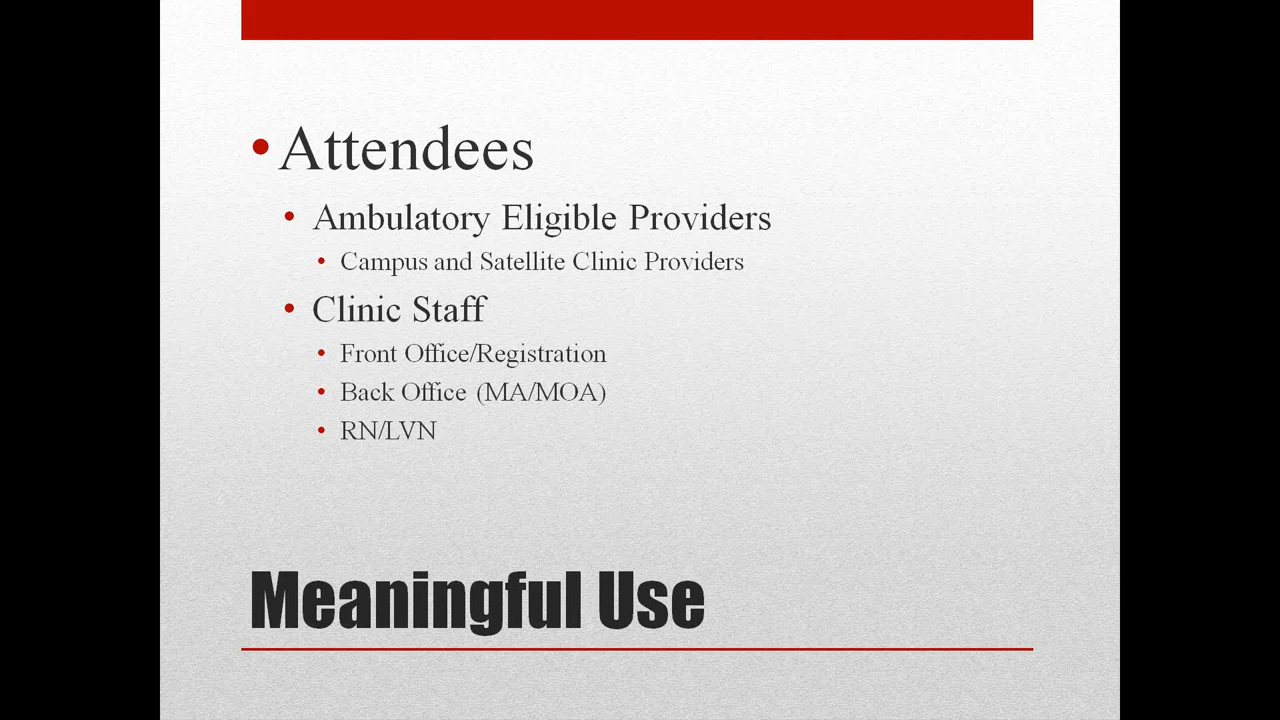 • Attendees
• Ambulatory Eligible Providers
• Campus and Satellite Clinic Providers
• Clinic Staff
• Front Office/Registration
• Back Office (MA/MOA)
• RN/LVN
Meaningful Use